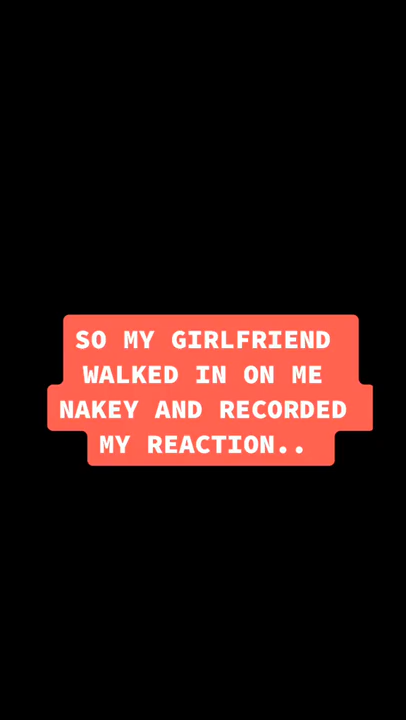 SO MY GIRLFRIEND
WALKED IN ON ME
NAKEY AND RECORDED
MY REACTION..